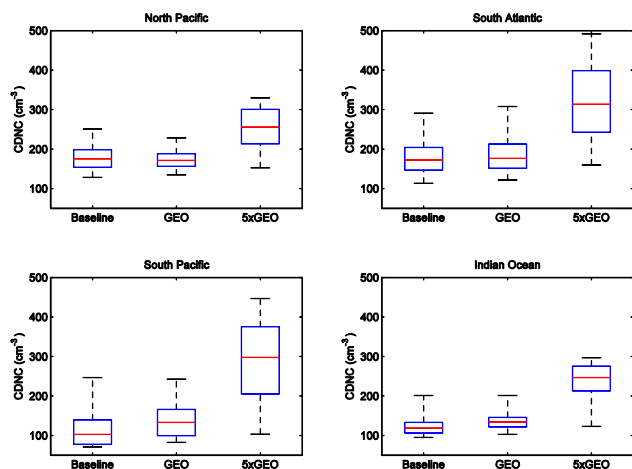 North Pacific
South Atlantic
500
400
300
200
100
CDNC (cm⁻³)
Baseline GEO 5xGEO
500
400
300
200
100
CDNC (cm⁻³)
Baseline GEO 5xGEO
South Pacific
Indian Ocean
500
400
300
200
100
CDNC (cm⁻³)
Baseline GEO 5xGEO
500
400
300
200
100
CDNC (cm⁻³)
Baseline GEO 5xGEO